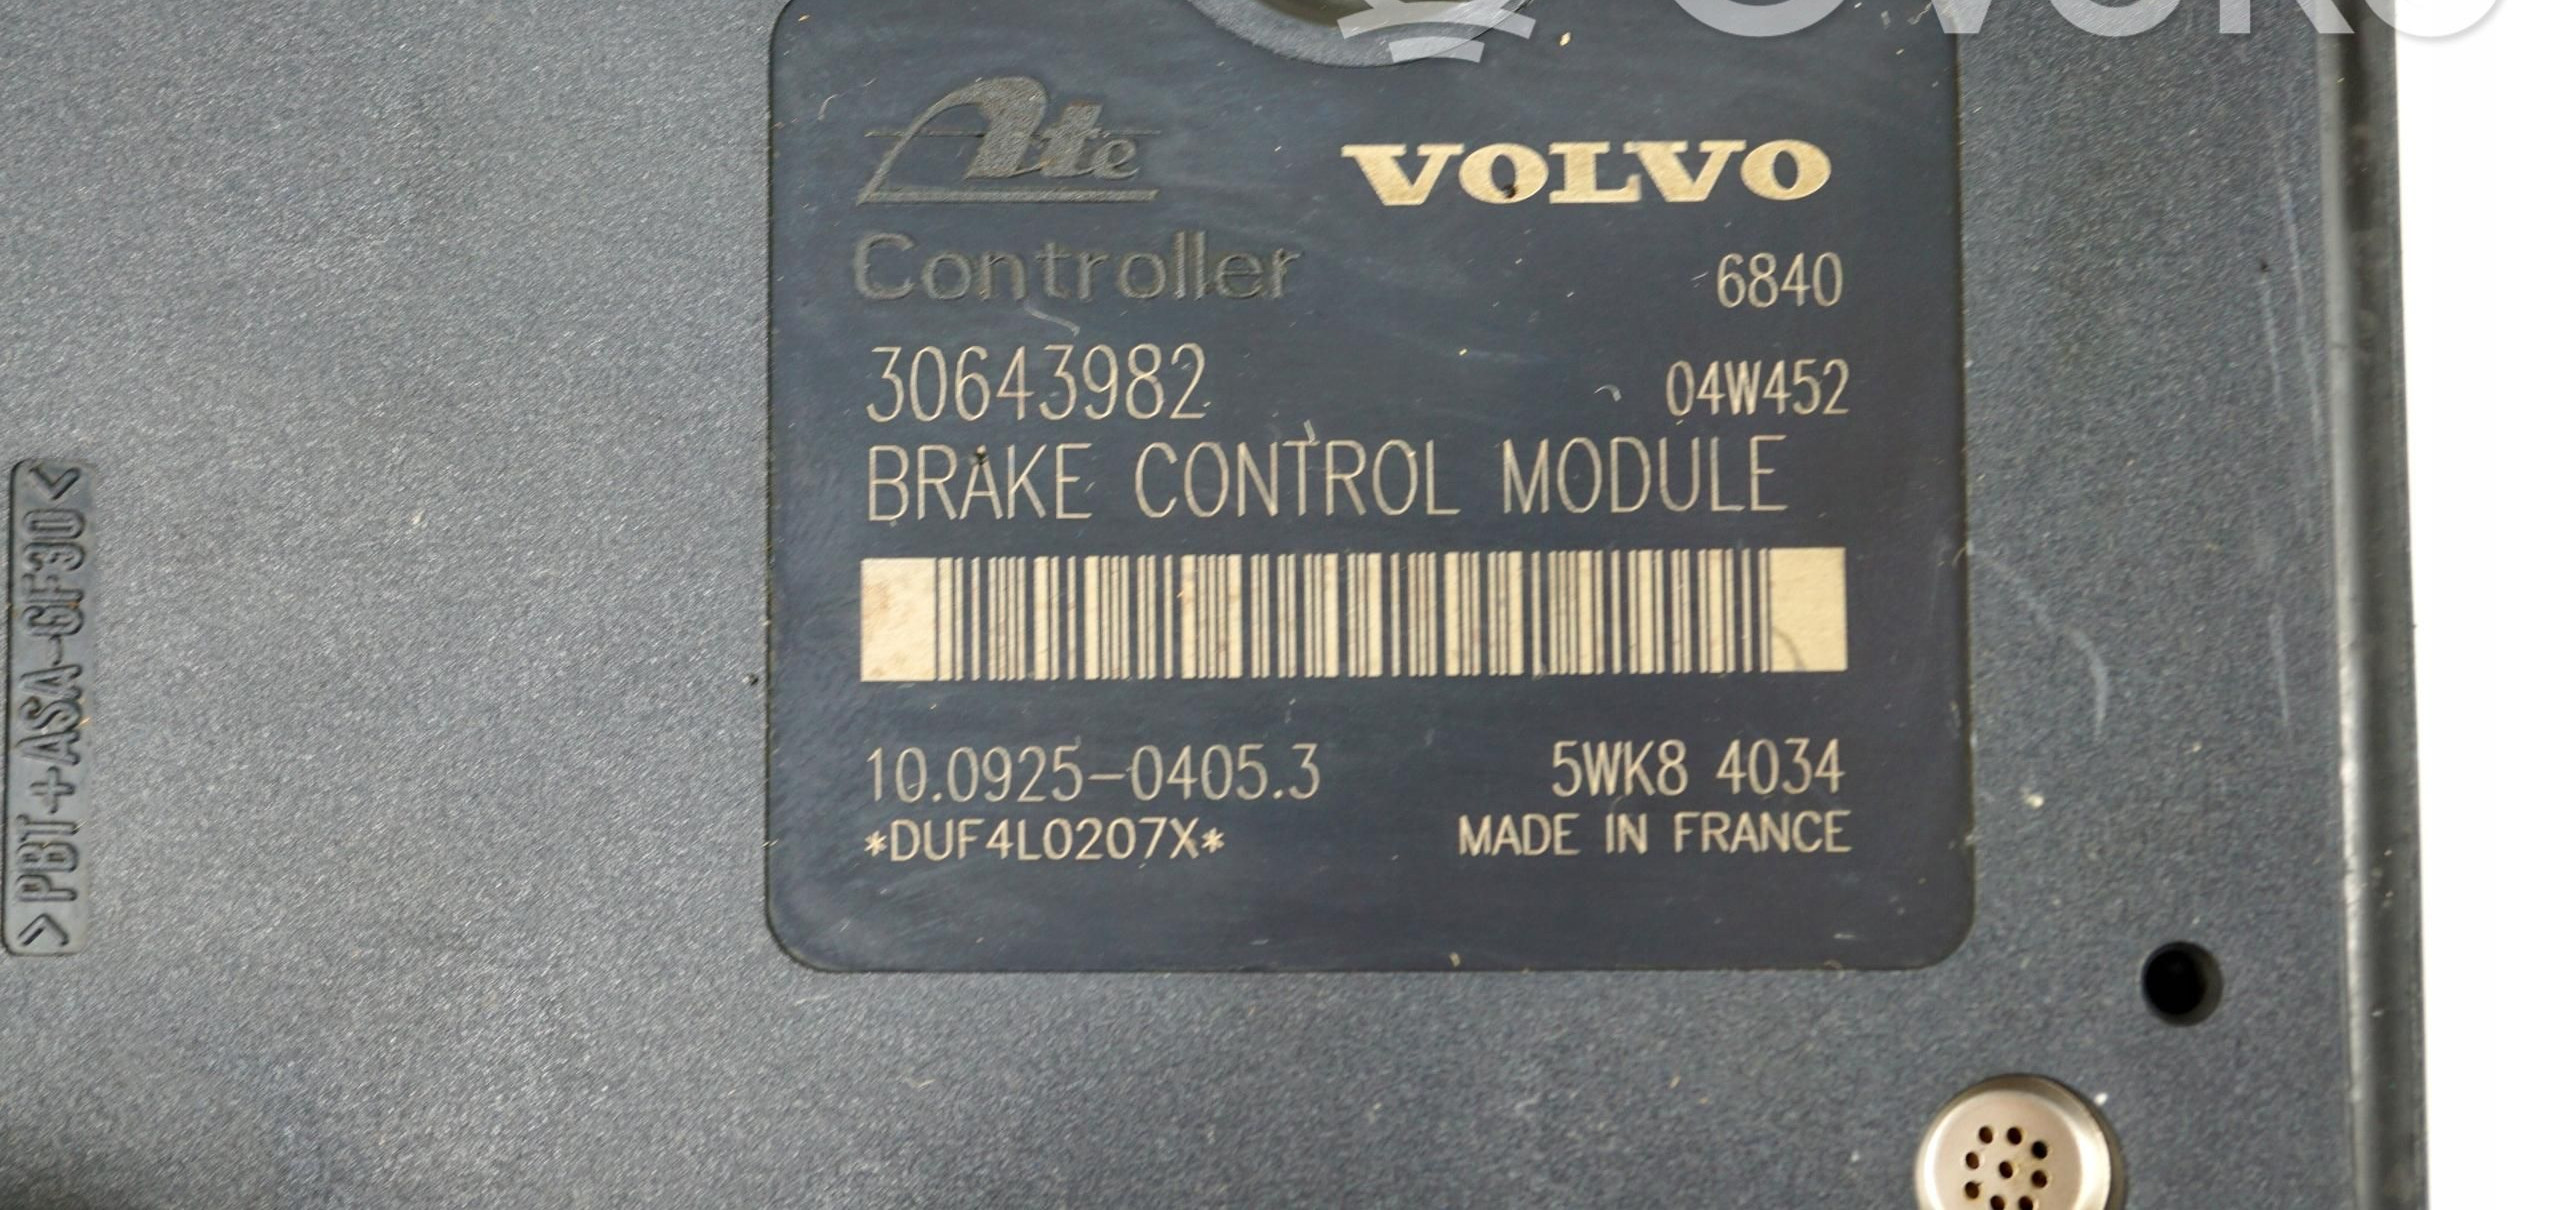 Ate
VOLVO
Controller
6840
30643982
04W452
BRAKE CONTROL MODULE
10.0925-0405.3
5WK8 4034
*DUF4L0207X*
MADE IN FRANCE
>PBT+ASA-GF30<